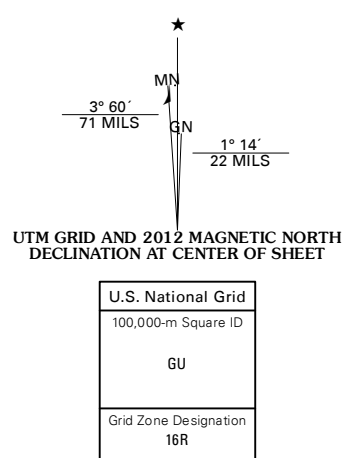 ★
MN
3° 60´
71 MILS
GN
1° 14´
22 MILS
UTM GRID AND 2012 MAGNETIC NORTH
DECLINATION AT CENTER OF SHEET
U.S. National Grid
100,000-m Square ID
GU
Grid Zone Designation
16R